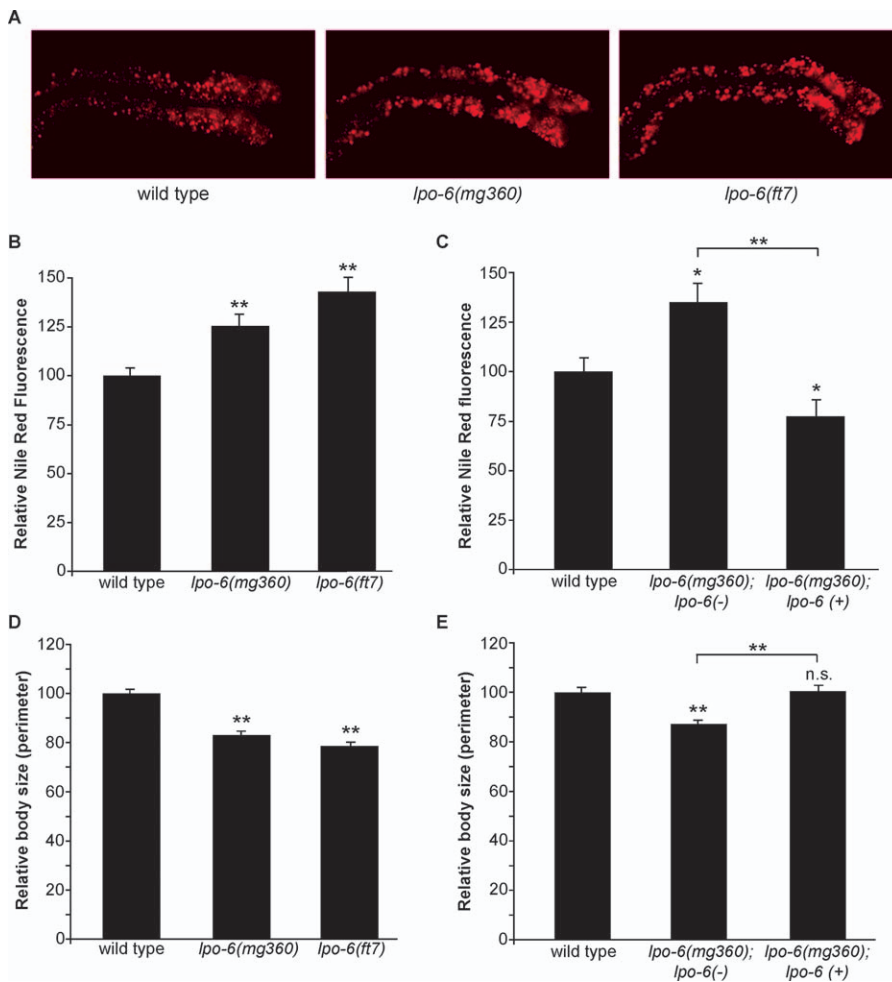 A
wild type
lpo-6(mg360)
lpo-6(ft7)
B
Relative Nile Red Fluorescence
150
125
100
75
50
25
0
**
**
wild type
lpo-6(mg360)
lpo-6(ft7)
C
Relative Nile Red fluorescence
150
125
100
75
50
25
0
**
*
*
wild type
lpo-6(mg360);
lpo-6(-)
lpo-6(mg360);
lpo-6 (+)
D
Relative body size (perimeter)
120
100
80
60
40
20
0
**
**
wild type
lpo-6(mg360)
lpo-6(ft7)
E
Relative body size (perimeter)
120
100
80
60
40
20
0
**
**
n.s.
wild type
lpo-6(mg360);
lpo-6(-)
lpo-6(mg360);
lpo-6 (+)